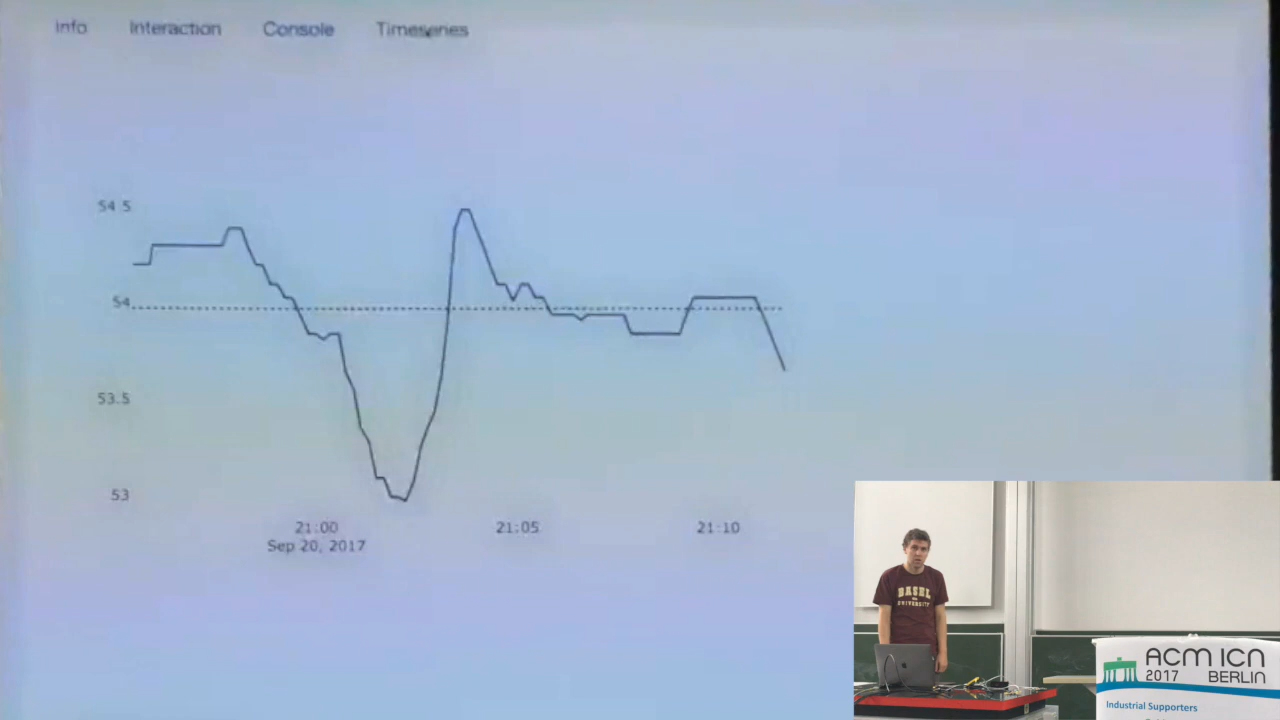 Info Interaction Console Timeseries
54.5
54
53.5
53
21:00 21:05 21:10
Sep 20, 2017
BASEL
UNIVERSITY
ACM ICN
2017 BERLIN
Industrial Supporters